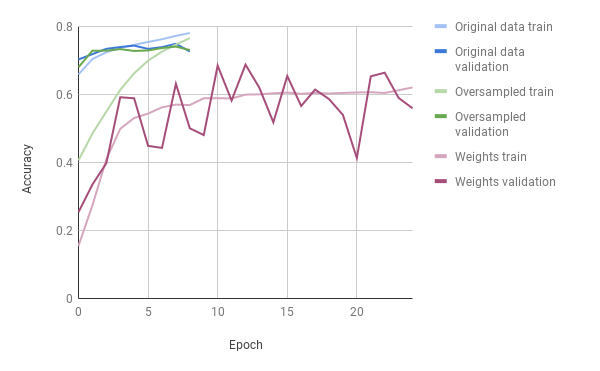 0.8
0.6
0.4
0.2
0
0
5
10
15
20
Accuracy
Epoch
Original data train
Original data
validation
Oversampled train
Oversampled
validation
Weights train
Weights validation